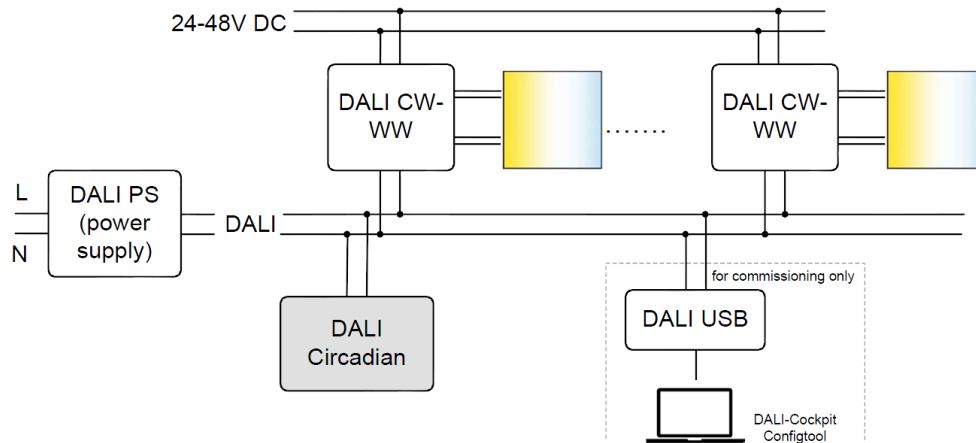 24-48V DC
DALI CW-
WW
.......
DALI CW-
WW
L
N
DALI PS
(power
supply)
DALI
for commissioning only
DALI
Circadian
DALI USB
DALI-Cockpit
Configtool